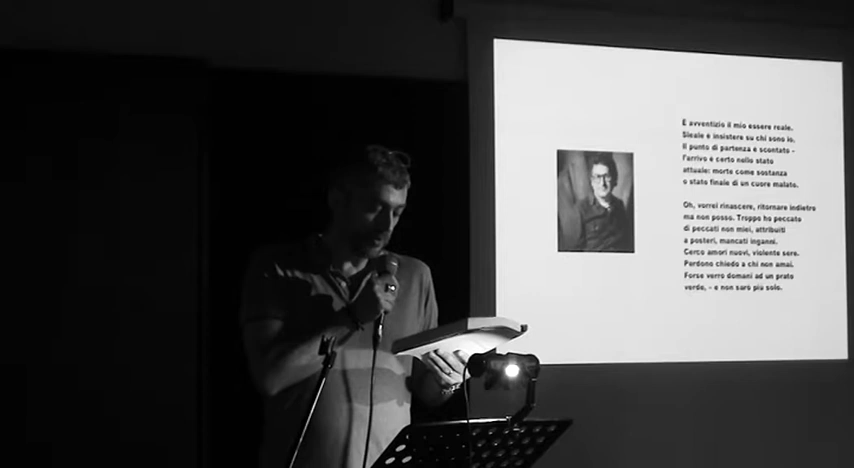 È avventizio il mio essere reale.
Sleale è insistere su chi sono io.
Il punto di partenza è scontato -
l'arrivo è certo nello stato
attuale: morte come sostanza
o stato finale di un cuore malato.
Oh, vorrei rinascere, ritornare indietro
ma non posso. Troppo ho peccato
di peccati non miei, attribuiti
a posteri, mancati inganni.
Cerco amori nuovi, violente sere.
Perdono chiedo a chi non amai.
Forse verrò domani ad un prato
verde, - e non sarò più solo.